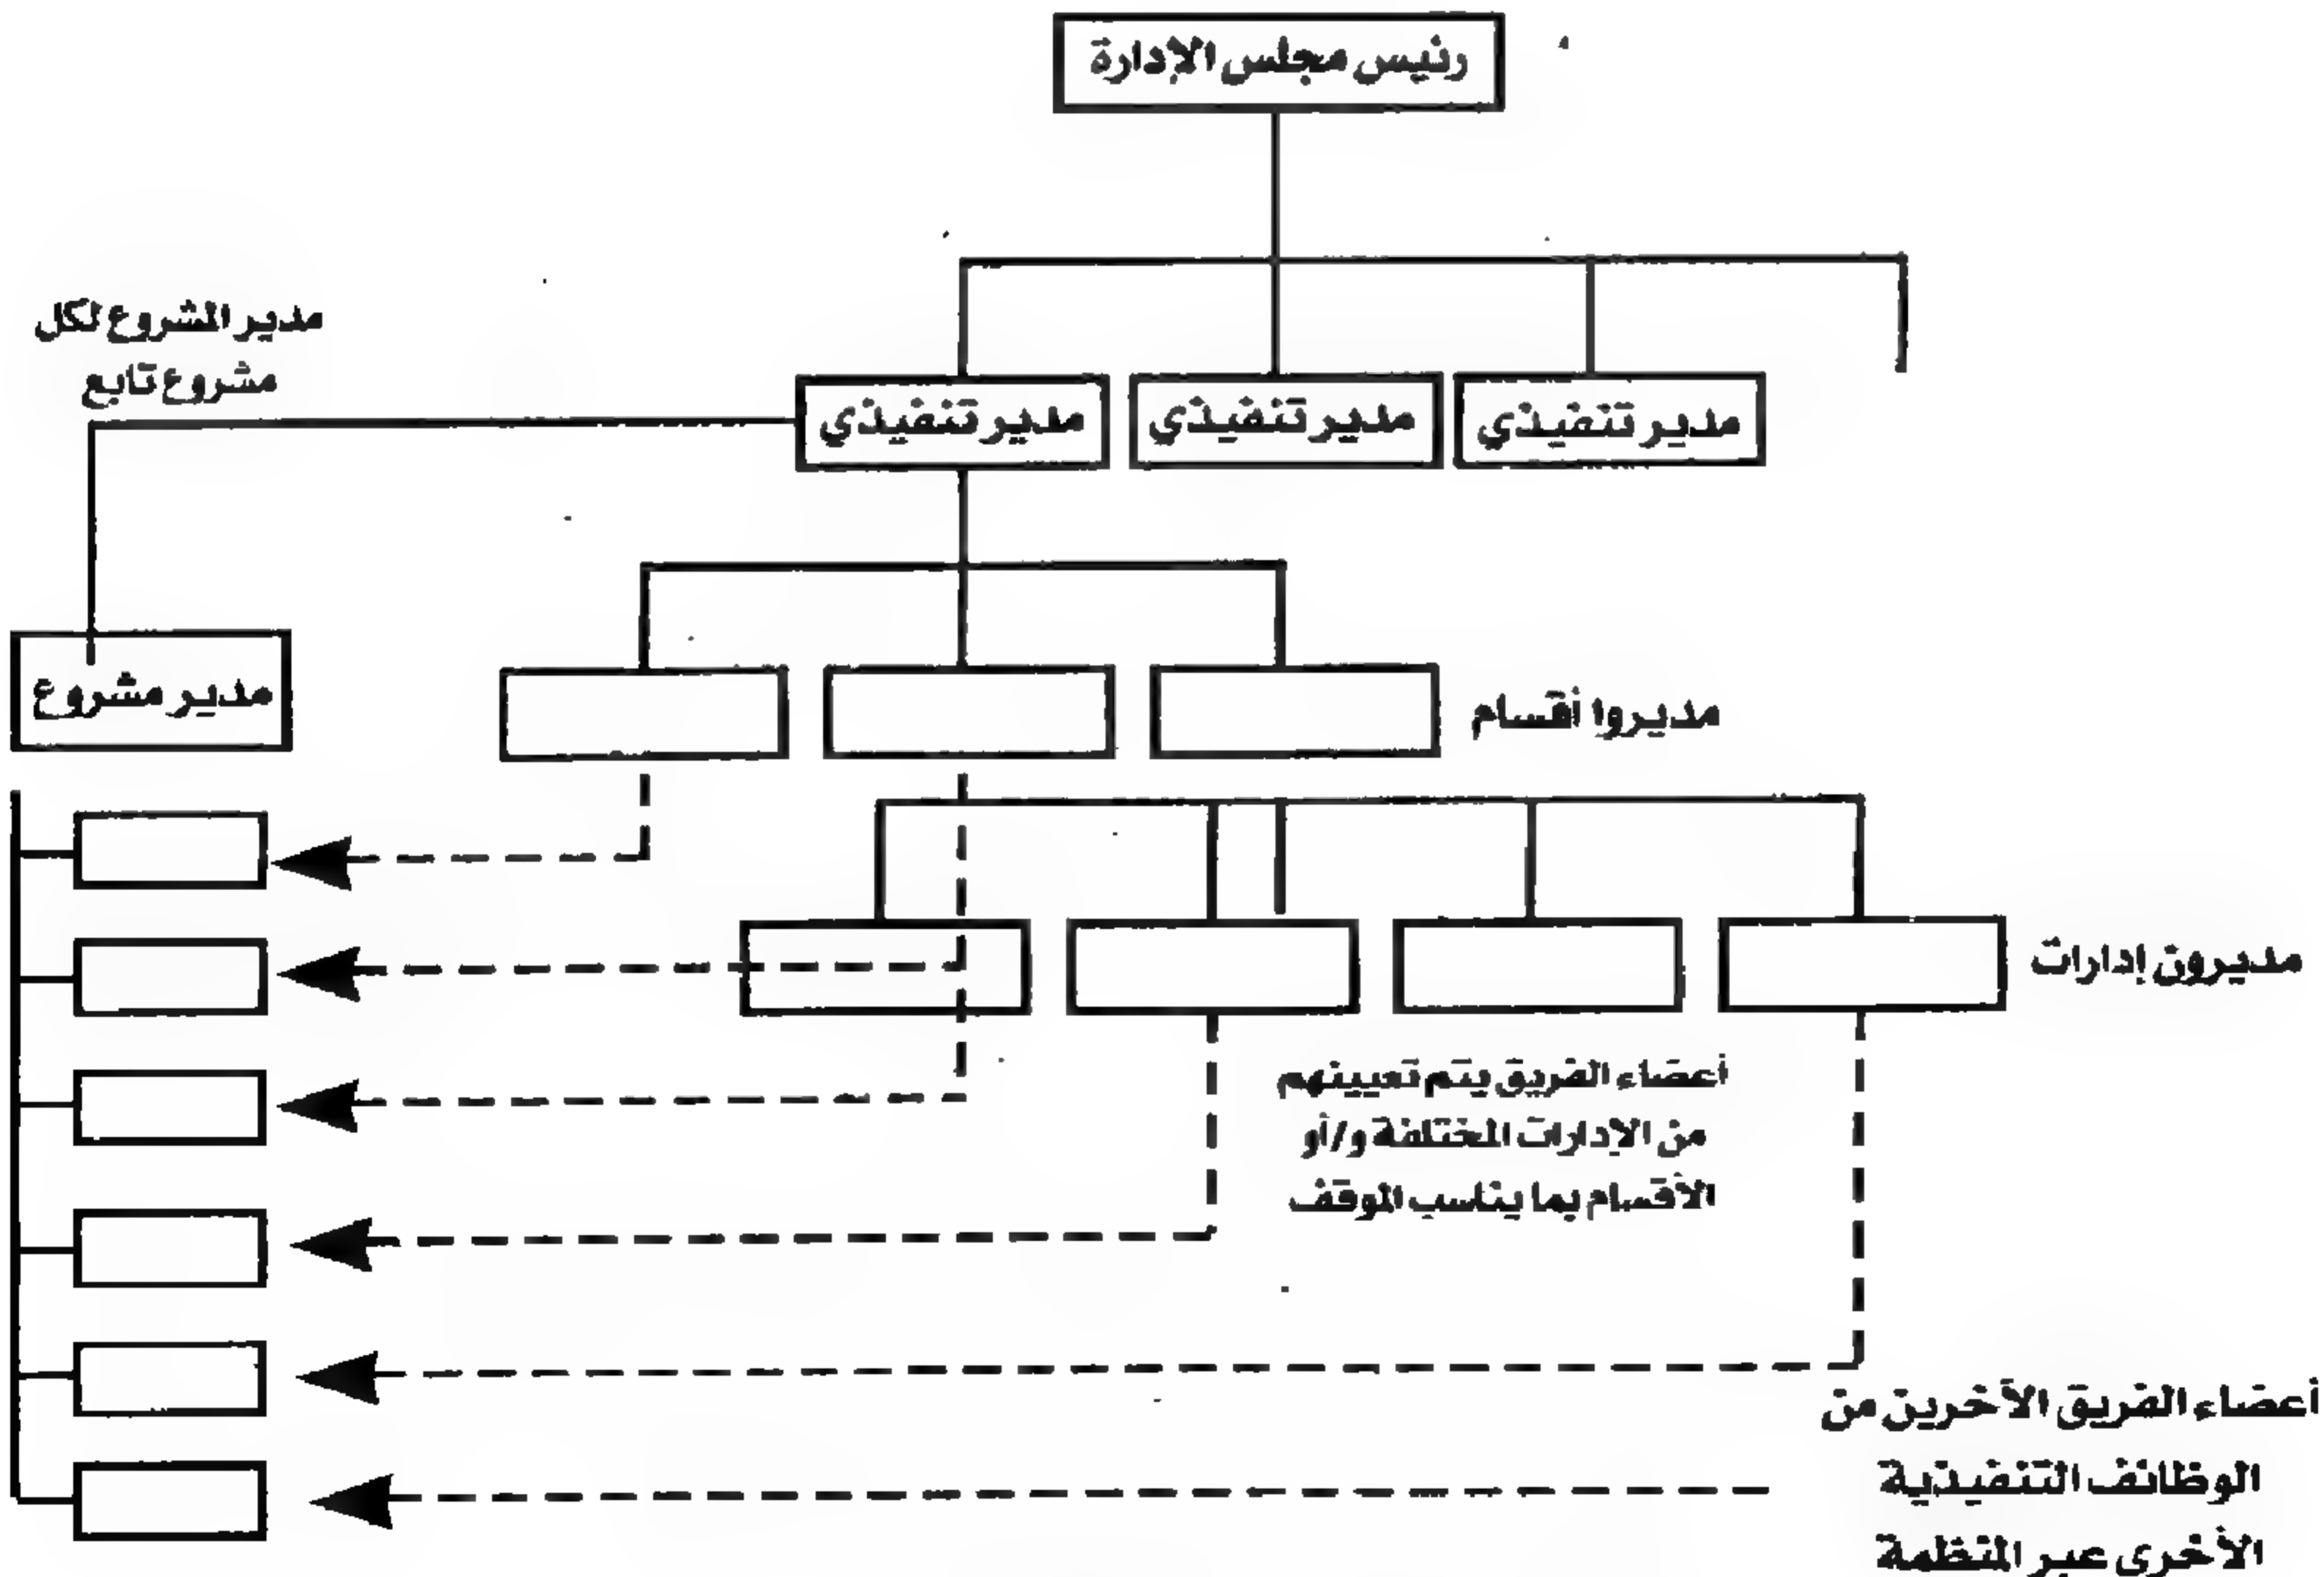 رئيس مجلس الإدارة
مدير المشروع لكل
مشروع تابع
مدير تنفيذي
مدير تنفيذي
مدير تنفيذي
مدير مشروع
مديروا أقسام
مديرون إدارات
أعضاء الفريق يتم تعيينهم
من الإدارات المختلفة و/أو
الأقسام بما يناسب الموقف
أعضاء الفريق الآخرين من
الوظائف التنفيذية
الأخرى عبر المنظمة